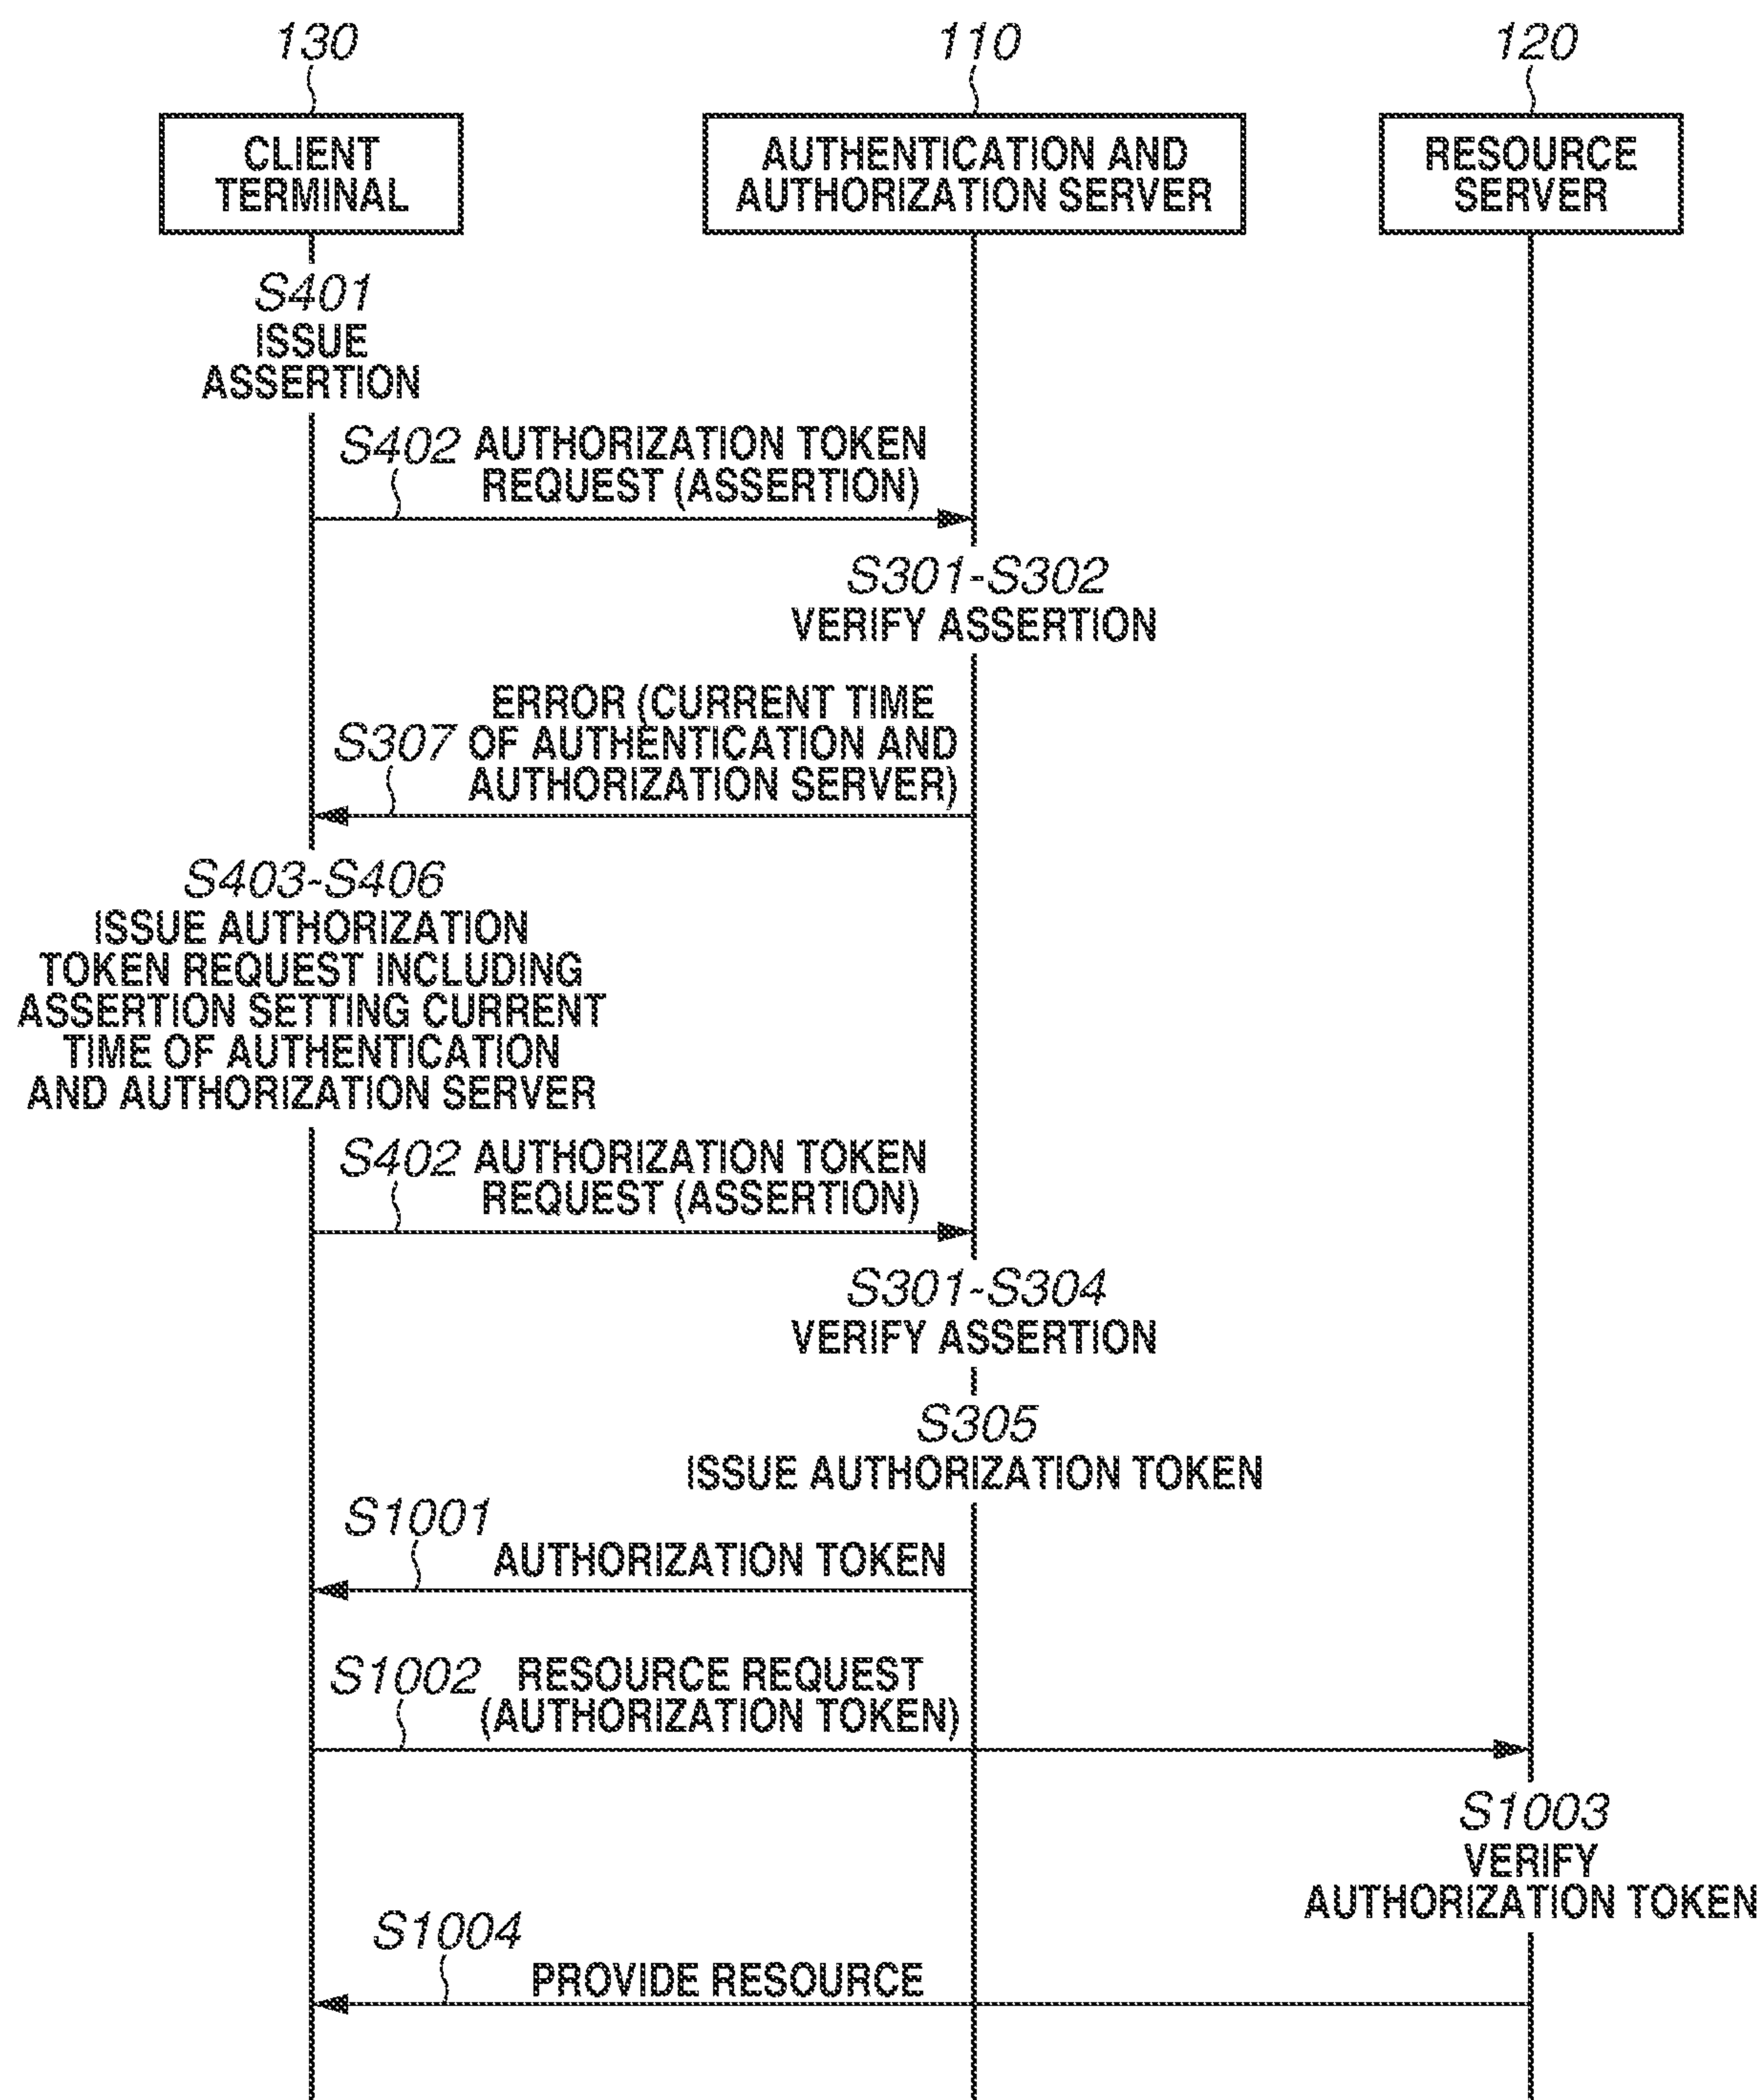 130
110
120
CLIENT
TERMINAL
AUTHENTICATION AND
AUTHORIZATION SERVER
RESOURCE
SERVER
S401
ISSUE
ASSERTION
S402 AUTHORIZATION TOKEN
REQUEST (ASSERTION)
S301-S302
VERIFY ASSERTION
ERROR (CURRENT TIME
S307 OF AUTHENTICATION AND
AUTHORIZATION SERVER)
S403-S406
ISSUE AUTHORIZATION
TOKEN REQUEST INCLUDING
ASSERTION SETTING CURRENT
TIME OF AUTHENTICATION
AND AUTHORIZATION SERVER
S402 AUTHORIZATION TOKEN
REQUEST (ASSERTION)
S301-S304
VERIFY ASSERTION
S305
ISSUE AUTHORIZATION TOKEN
S1001
AUTHORIZATION TOKEN
S1002 RESOURCE REQUEST
(AUTHORIZATION TOKEN)
S1003
VERIFY
AUTHORIZATION TOKEN
S1004
PROVIDE RESOURCE